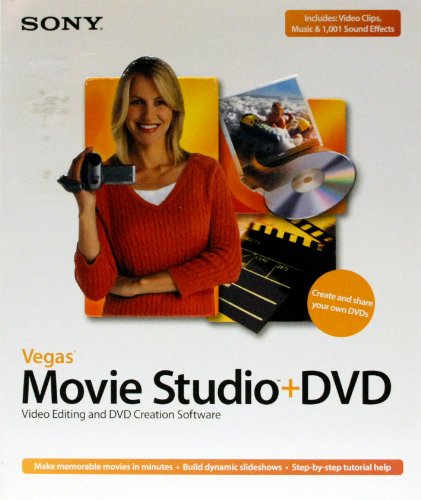 SONY
Includes: Video Clips,
Music & 1,001 Sound Effects
Create and share
your own DVDs
Vegas®
Movie Studio™+DVD
Video Editing and DVD Creation Software
Make memorable movies in minutes • Build dynamic slideshows • Step-by-step tutorial help